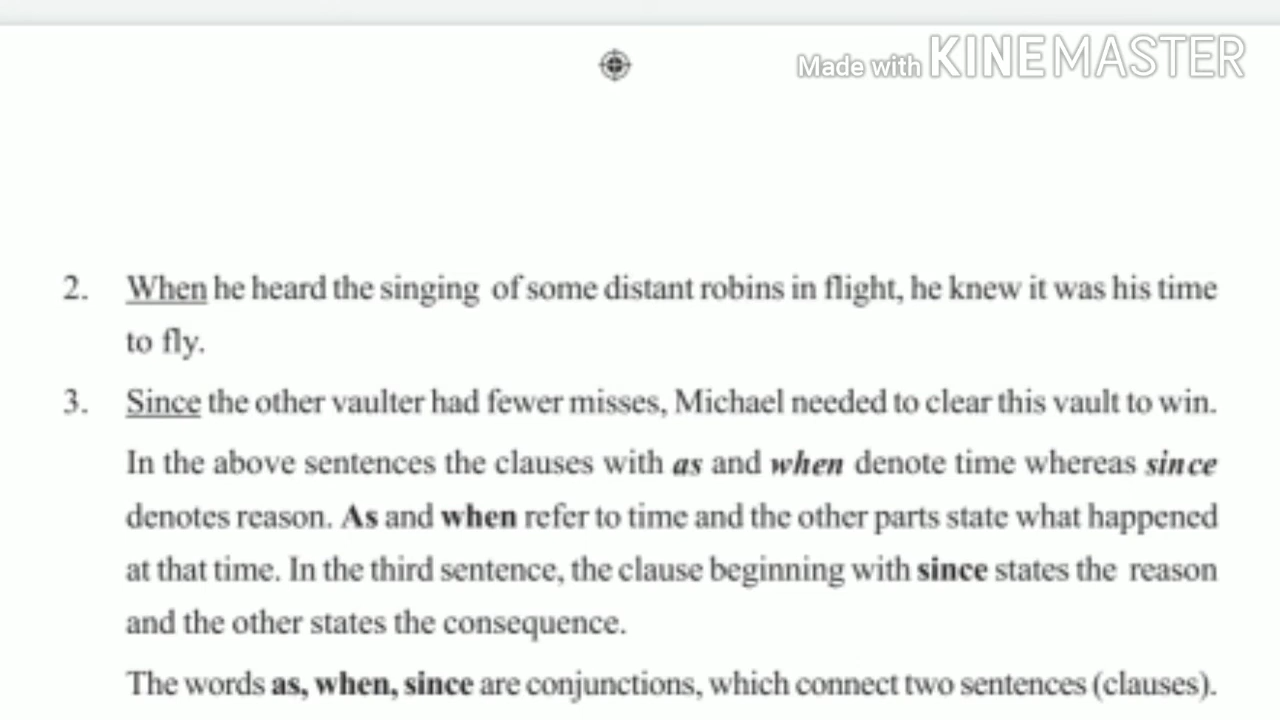 Made with KINEMASTER
2. When he heard the singing of some distant robins in flight, he knew it was his time
to fly.
3. Since the other vaulter had fewer misses, Michael needed to clear this vault to win.
In the above sentences the clauses with as and when denote time whereas since
denotes reason. As and when refer to time and the other parts state what happened
at that time. In the third sentence, the clause beginning with since states the reason
and the other states the consequence.
The words as, when, since are conjunctions, which connect two sentences (clauses).